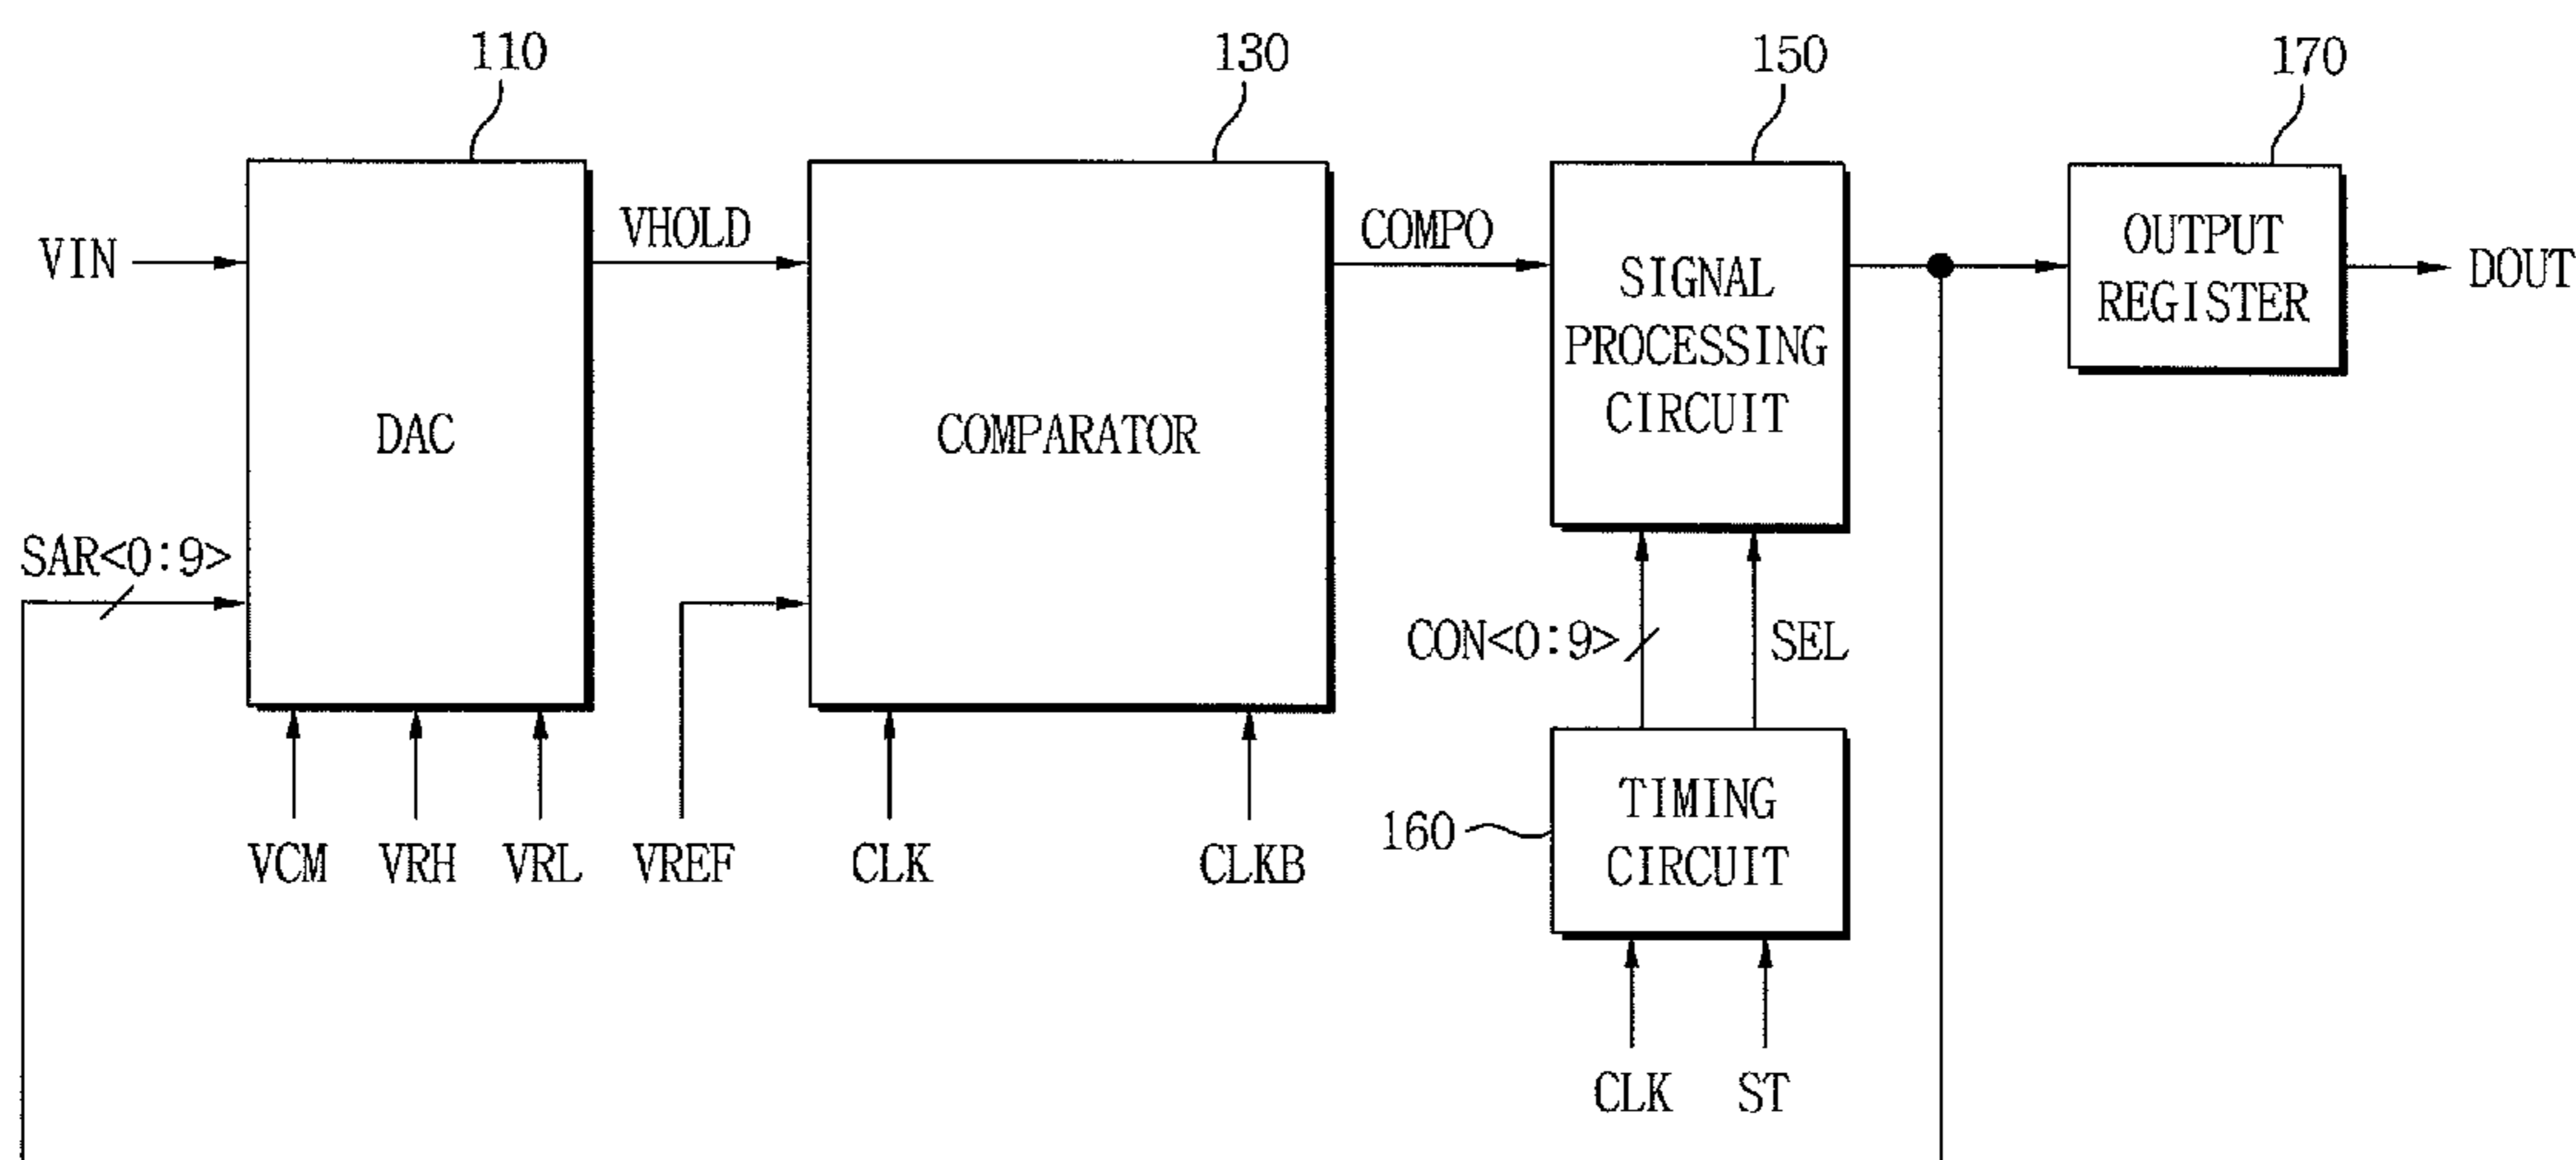 110
130
150
170
VIN
VHOLD
COMPO
DOUT
DAC
COMPARATOR
SIGNAL
PROCESSING
CIRCUIT
OUTPUT
REGISTER
SAR<0:9>
CON<0:9>
SEL
VCM
VRH
VRL
VREF
CLK
CLKB
160
TIMING
CIRCUIT
CLK
ST